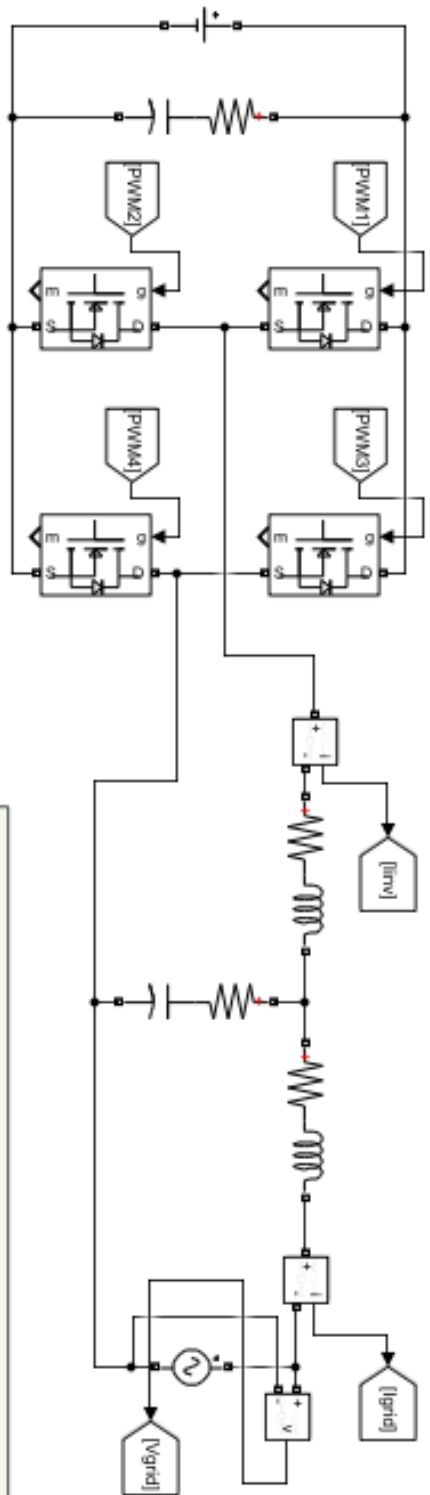 [PWM1]
[PWM3]
[Iinv]
[Igrid]
g D
m S
g D
m S
+ i
-
+ i
-
+
- v
[PWM2]
[PWM4]
[Vgrid]
g D
m S
g D
m S
+